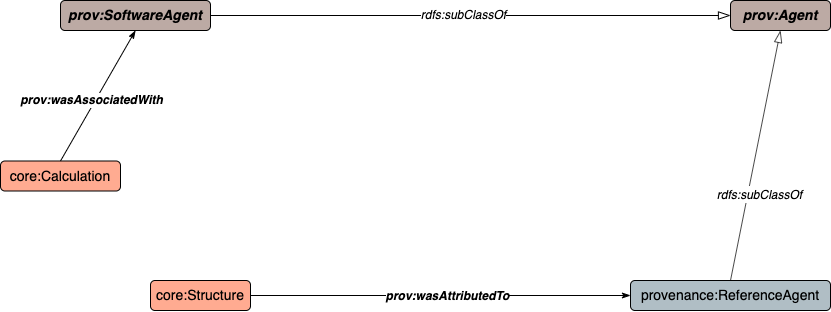 prov:SoftwareAgent
rdfs:subClassOf
prov:Agent
prov:wasAssociatedWith
core:Calculation
rdfs:subClassOf
core:Structure
prov:wasAttributedTo
provenance:ReferenceAgent